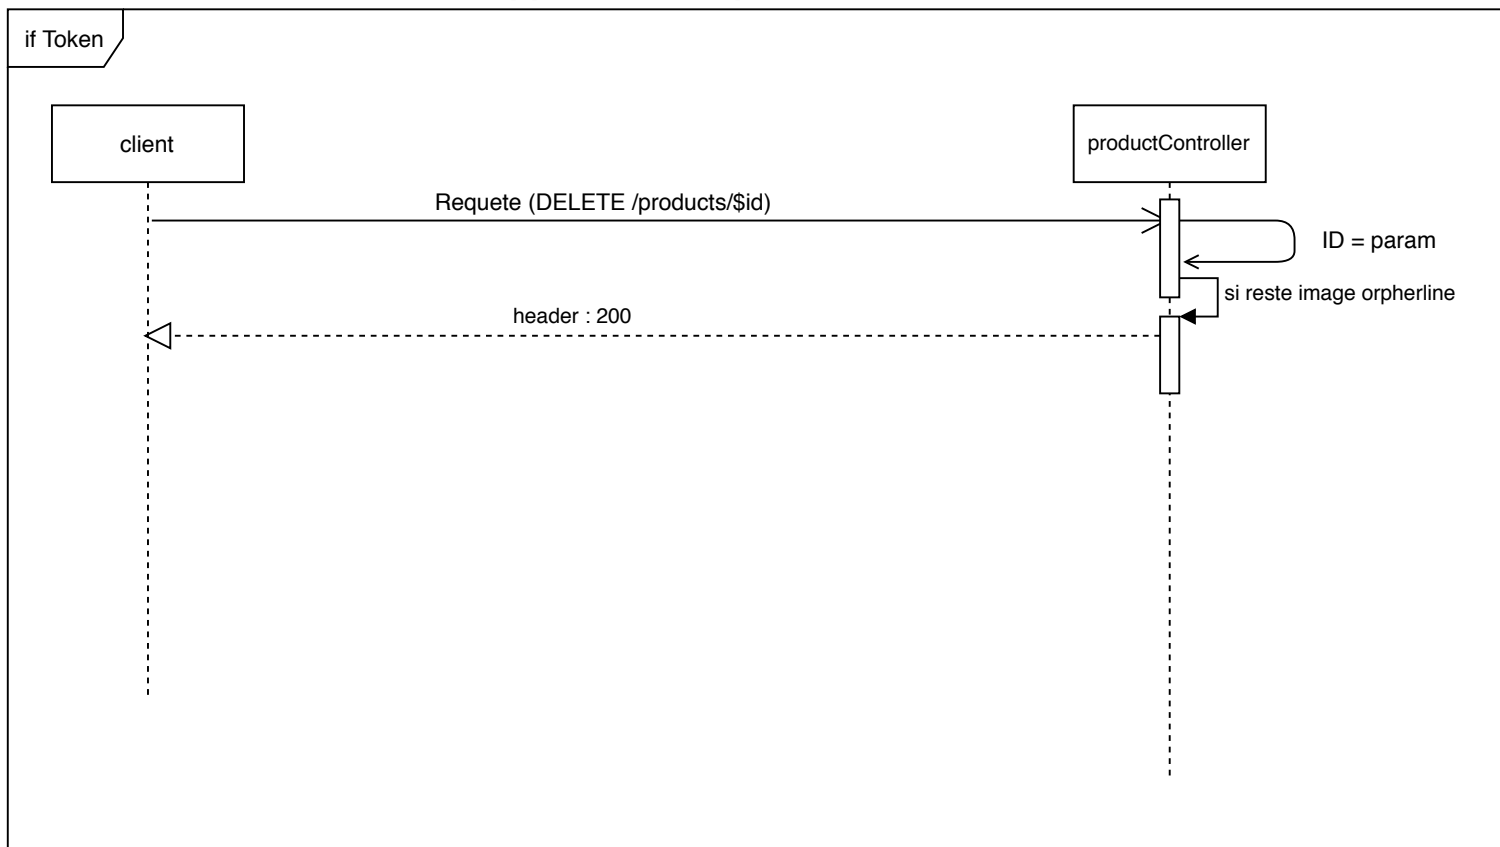 if Token
client
productController
Requete (DELETE /products/$id)
ID = param
si reste image orpherline
header : 200